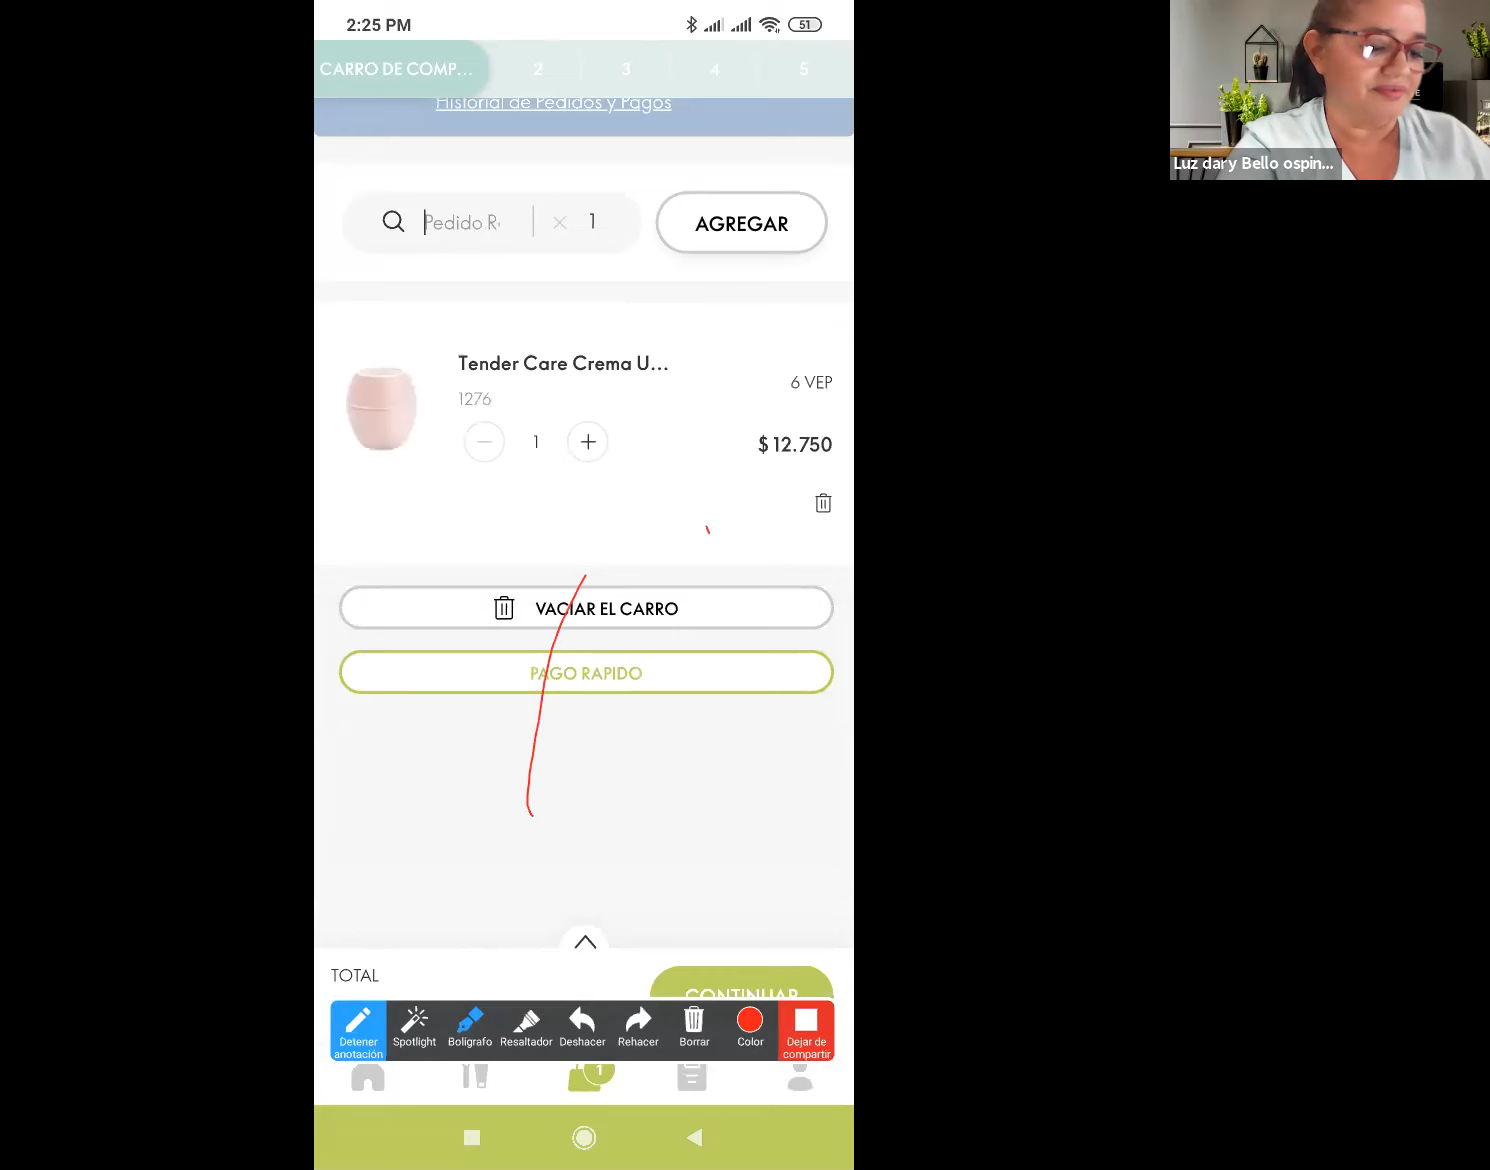 2:25 PM
51
CARRO DE COMP...
2
3
4
5
Historial de Pedidos y Pagos
Pedido R
1
AGREGAR
Tender Care Crema U...
6 VEP
1276
1
$ 12.750
VACIAR EL CARRO
PAGO RAPIDO
TOTAL
CONTINUAR
Detener anotación
Spotlight
Bolígrafo
Resaltador
Deshacer
Rehacer
Borrar
Color
Dejar de compartir
1
Luz dary Bello ospin...